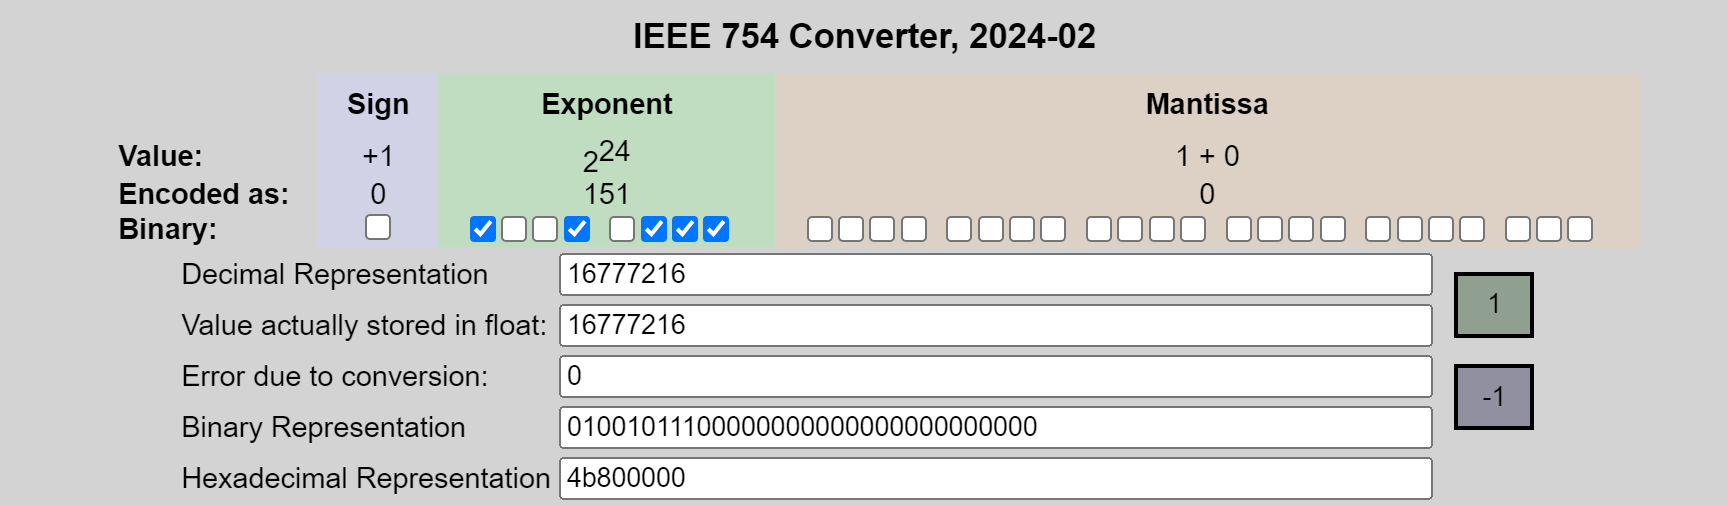 IEEE 754 Converter, 2024-02
Sign Exponent Mantissa
Value: +1 2^24 1 + 0
Encoded as: 0 151 0
Binary:
Decimal Representation 16777216
Value actually stored in float: 16777216
1
Error due to conversion: 0
-1
Binary Representation 01001011100000000000000000000000
Hexadecimal Representation 4b800000